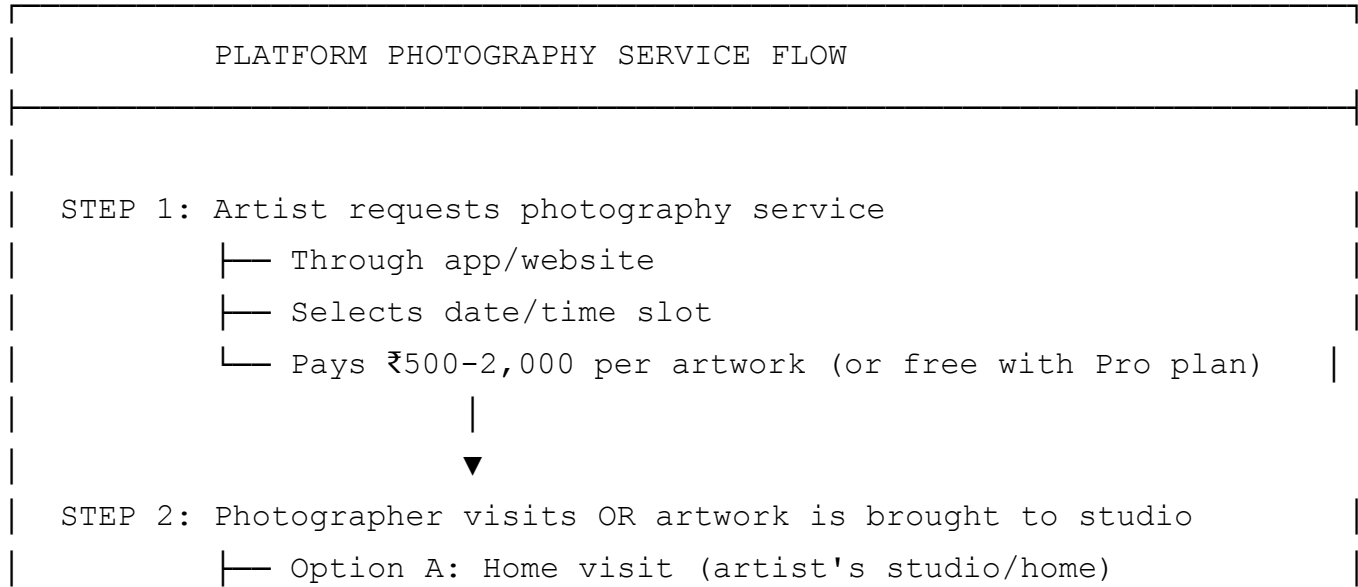 PLATFORM PHOTOGRAPHY SERVICE FLOW
STEP 1: Artist requests photography service
├── Through app/website
├── Selects date/time slot
└── Pays ₹500-2,000 per artwork (or free with Pro plan)
STEP 2: Photographer visits OR artwork is brought to studio
├── Option A: Home visit (artist's studio/home)